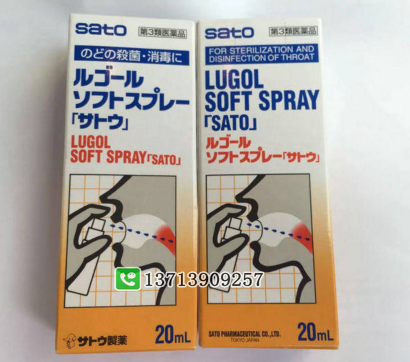 sato
第3類医薬品
のどの殺菌・消毒に
ルゴール
ソフトスプレー
「サトウ」
LUGOL
SOFT SPRAY「SATO」
サトウ製薬
20mL
sato
第3類医薬品
FOR STERILIZATION AND
DISINFECTION OF THROAT
LUGOL
SOFT SPRAY
「SATO」
ルゴール
ソフトスプレー「サトウ」
SATO PHARMACEUTICAL CO., LTD.
TOKYO JAPAN
20mL
13713909257